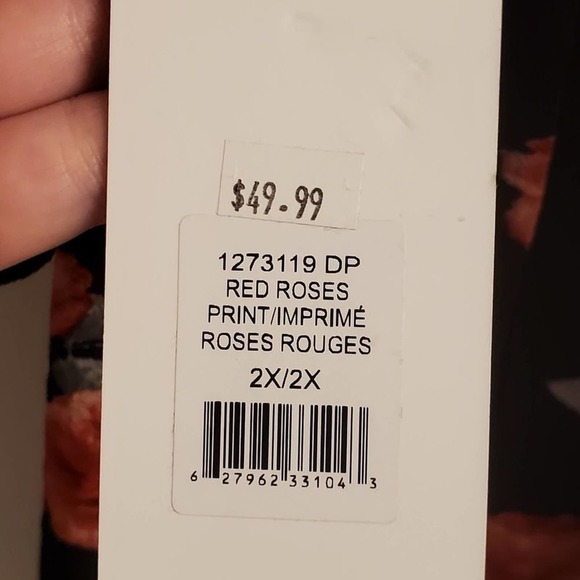 $49.99
1273119 DP
RED ROSES
PRINT/IMPRIMÉ
ROSES ROUGES
2X/2X
6 27962 33104 3